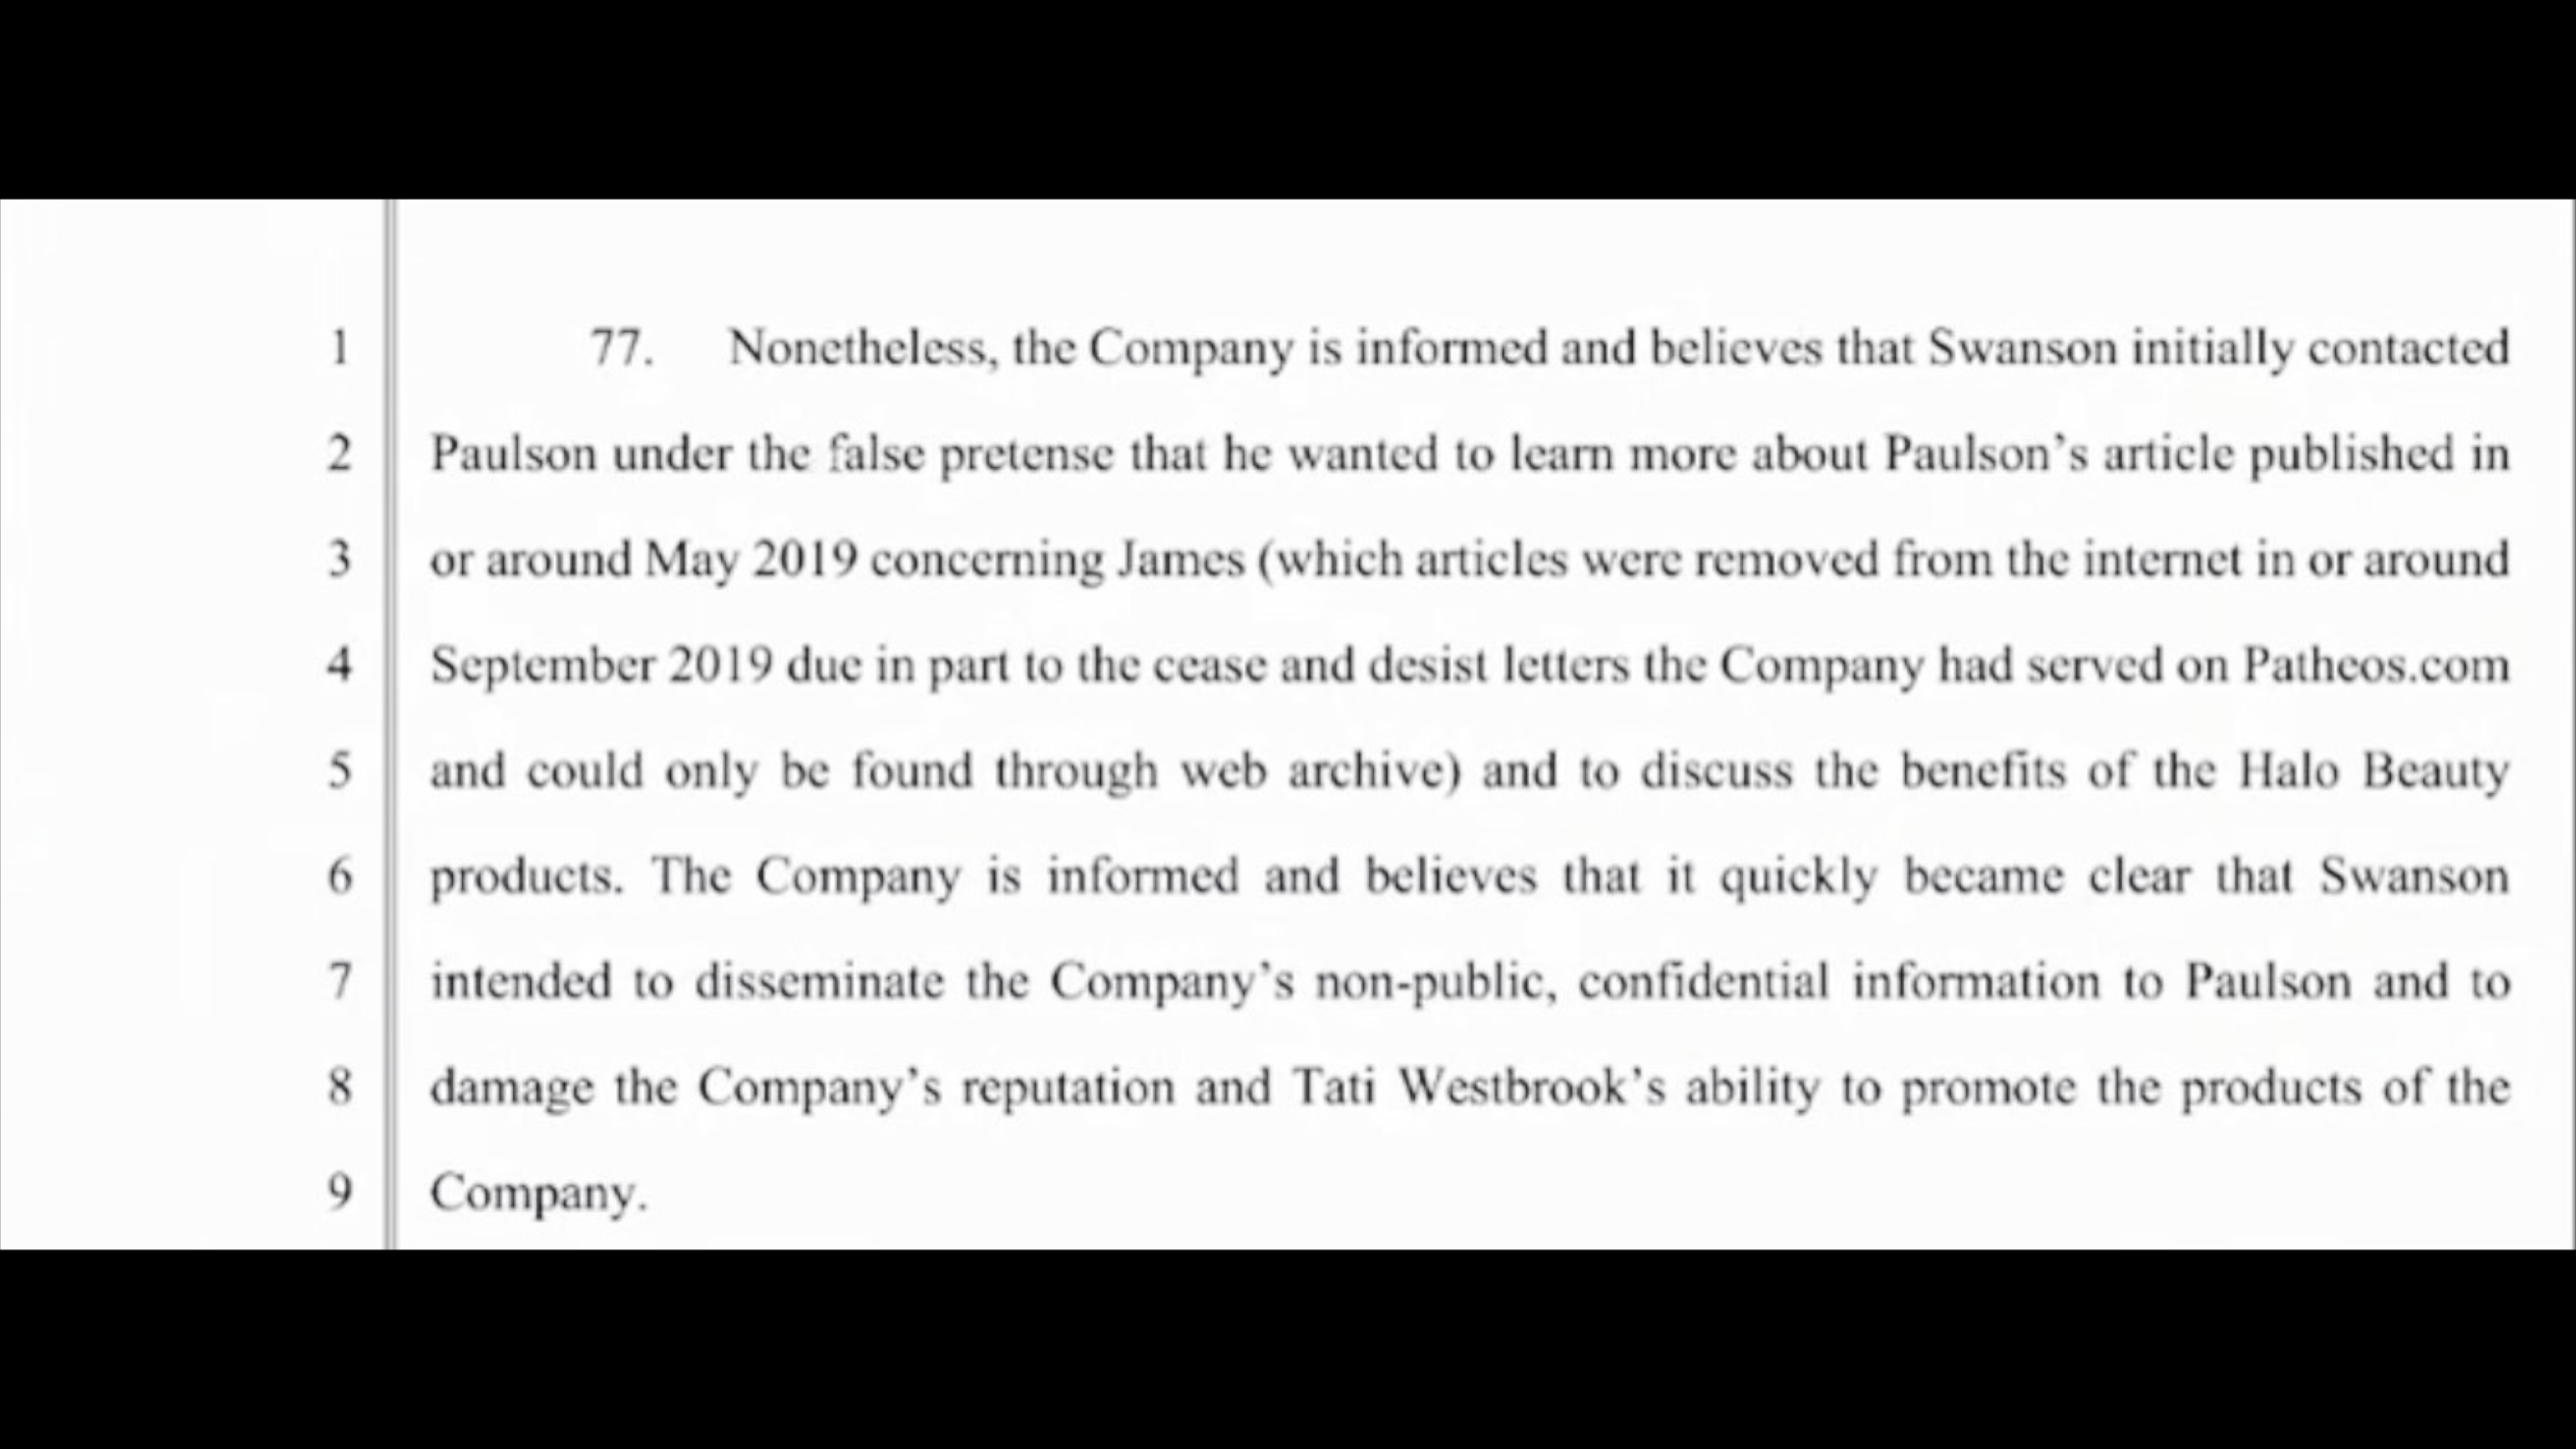 1 77. Nonetheless, the Company is informed and believes that Swanson initially contacted
2 Paulson under the false pretense that he wanted to learn more about Paulson’s article published in
3 or around May 2019 concerning James (which articles were removed from the internet in or around
4 September 2019 due in part to the cease and desist letters the Company had served on Patheos.com
5 and could only be found through web archive) and to discuss the benefits of the Halo Beauty
6 products. The Company is informed and believes that it quickly became clear that Swanson
7 intended to disseminate the Company’s non-public, confidential information to Paulson and to
8 damage the Company’s reputation and Tati Westbrook’s ability to promote the products of the
9 Company.